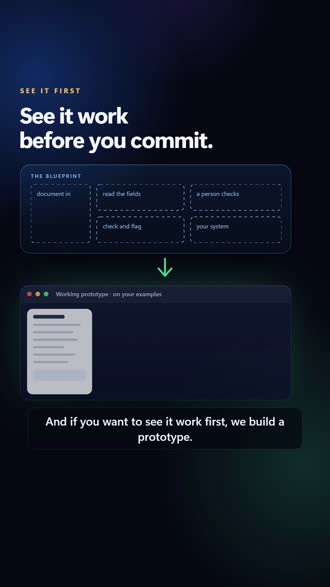 SEE IT FIRST
See it work
before you commit.
THE BLUEPRINT
document in
read the fields
a person checks
check and flag
your system
Working prototype · on your examples
And if you want to see it work first, we build a
prototype.